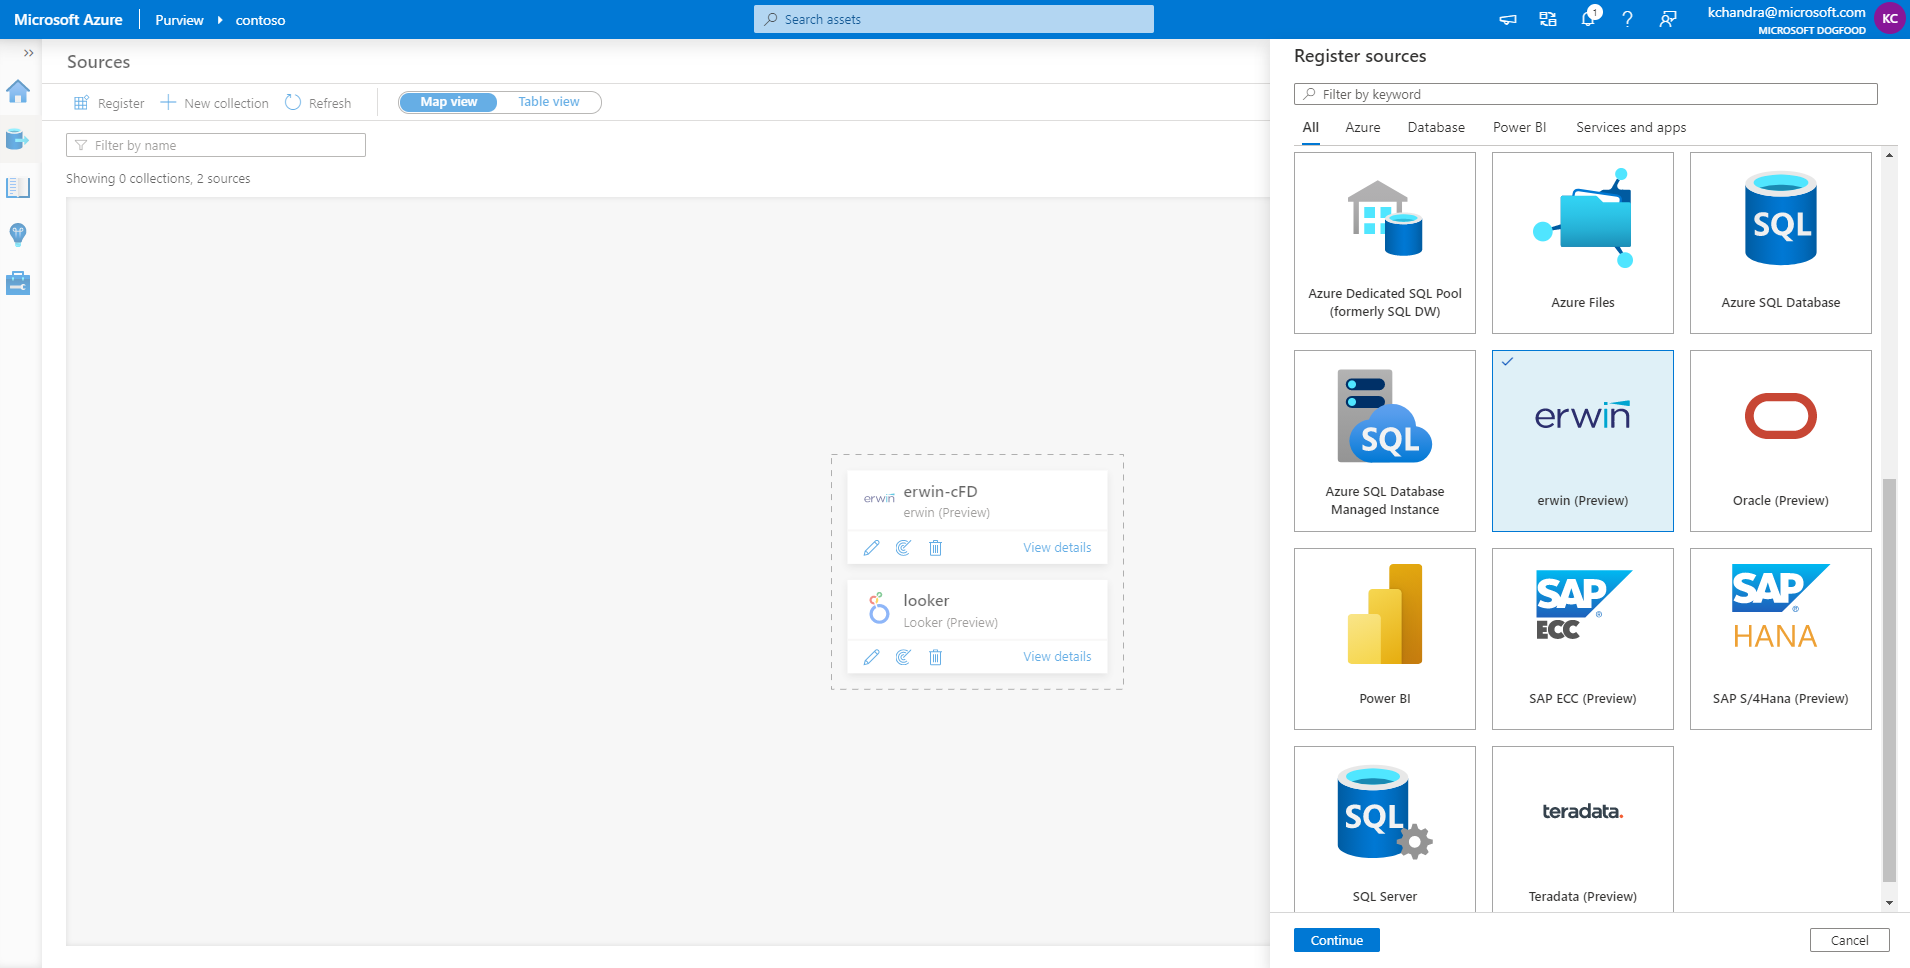 Microsoft Azure
Purview
contoso
Search assets
1
?
kchandra@microsoft.com
MICROSOFT DOGFOOD
KC
Sources
Register
New collection
Refresh
Map view
Table view
Filter by name
Showing 0 collections, 2 sources
erwin
erwin-cFD
erwin (Preview)
View details
looker
Looker (Preview)
View details
Register sources
Filter by keyword
All
Azure
Database
Power BI
Services and apps
Azure Dedicated SQL Pool
(formerly SQL DW)
Azure Files
SQL
Azure SQL Database
SQL
Azure SQL Database
Managed Instance
erwin
erwin (Preview)
Oracle (Preview)
Power BI
SAP®
ECC
SAP ECC (Preview)
SAP®
HANA
SAP S/4Hana (Preview)
SQL
SQL Server
teradata.
Teradata (Preview)
Continue
Cancel